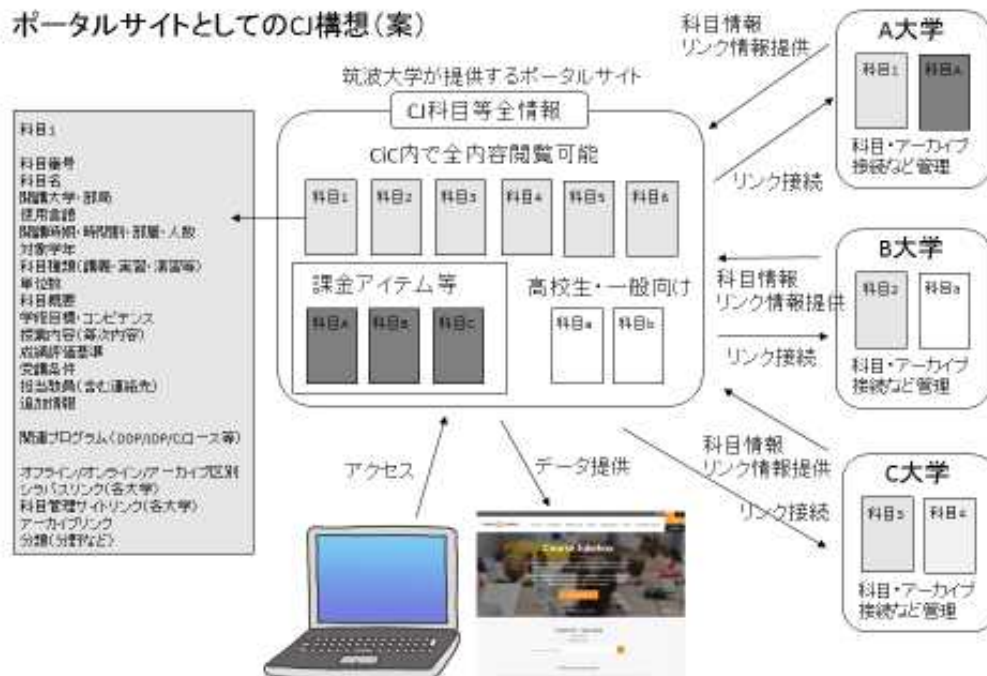 ポータルサイトとしてのCJ構想(案)
筑波大学が提供するポータルサイト
CJ科目等全情報
CiC内で全内容閲覧可能
科目1
科目2
科目3
科目4
科目5
科目6
課金アイテム等
科目A
科目B
科目C
高校生・一般向け
科目a
科目b
科目1
科目番号
科目名
開講大学・部局
使用言語
開講時期・時間割・部屋・人数
対象学年
科目種類(講義・実習・演習等)
単位数
科目概要
学修目標・コンピテンス
授業内容(毎次内容)
成績評価基準
受講条件
担当教員(含む連絡先)
追加情報
関連プログラム(DDP/JDP/CJコース等)
オフライン/オンライン/アーカイブ区別
シラバスリンク(各大学)
科目管理サイトリンク(各大学)
アーカイブリンク
分類(分野など)
科目情報
リンク情報提供
リンク接続
A大学
科目1
科目A
科目・アーカイブ
接続など管理
科目情報
リンク情報提供
リンク接続
B大学
科目2
科目a
科目・アーカイブ
接続など管理
科目情報
リンク情報提供
リンク接続
C大学
科目3
科目4
科目・アーカイブ
接続など管理
アクセス
データ提供
Course Jukebox